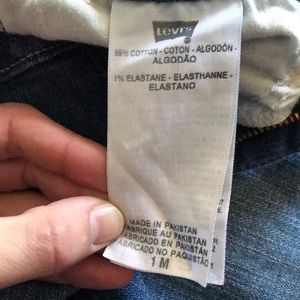 Levi's
®
99% COTTON - COTON - ALGODÓN -
ALGODÃO
1% ELASTANE - ELASTHANNE -
ELASTANO
MADE IN PAKISTAN
FABRIQUÉ AU PAKISTAN
FABRICADO EN PAKISTAN
FABRICADO NO PAQUISTÃO
1 M